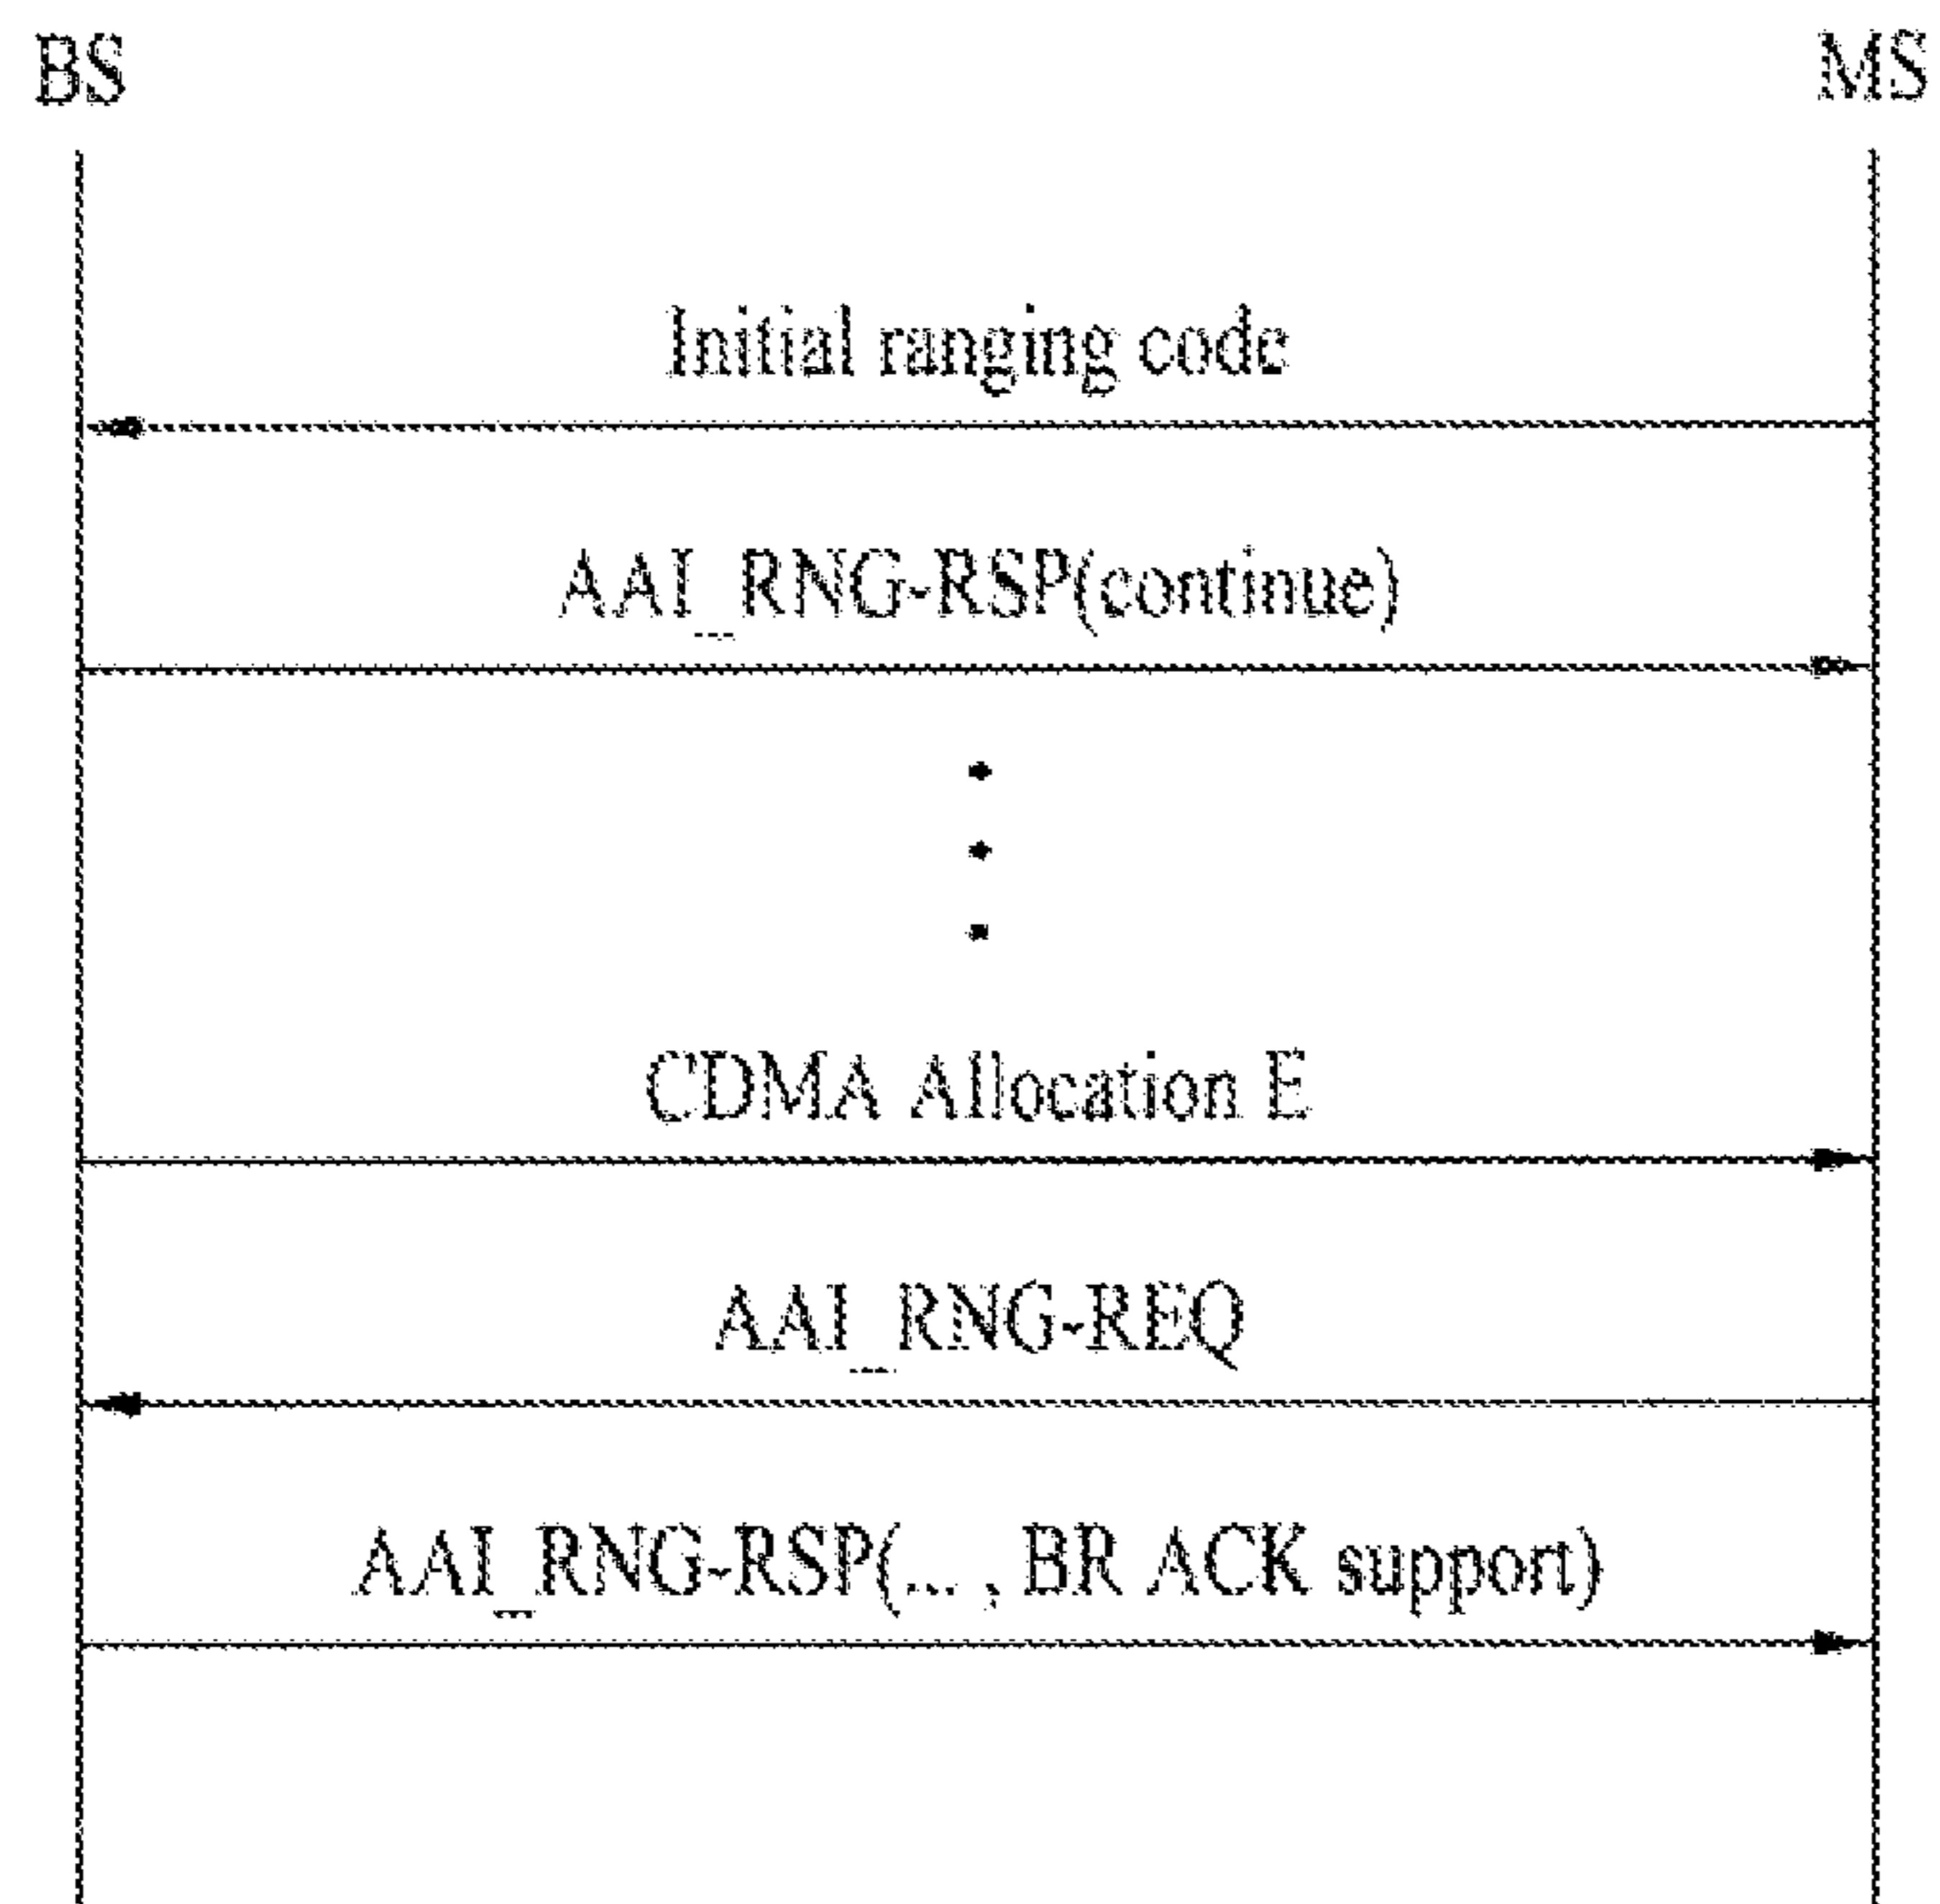 BS MS
Initial ranging code
AAI_RNG-RSP(continue)
CDMA Allocation E
AAI_RNG-REQ
AAI_RNG-RSP(... , BR ACK support)